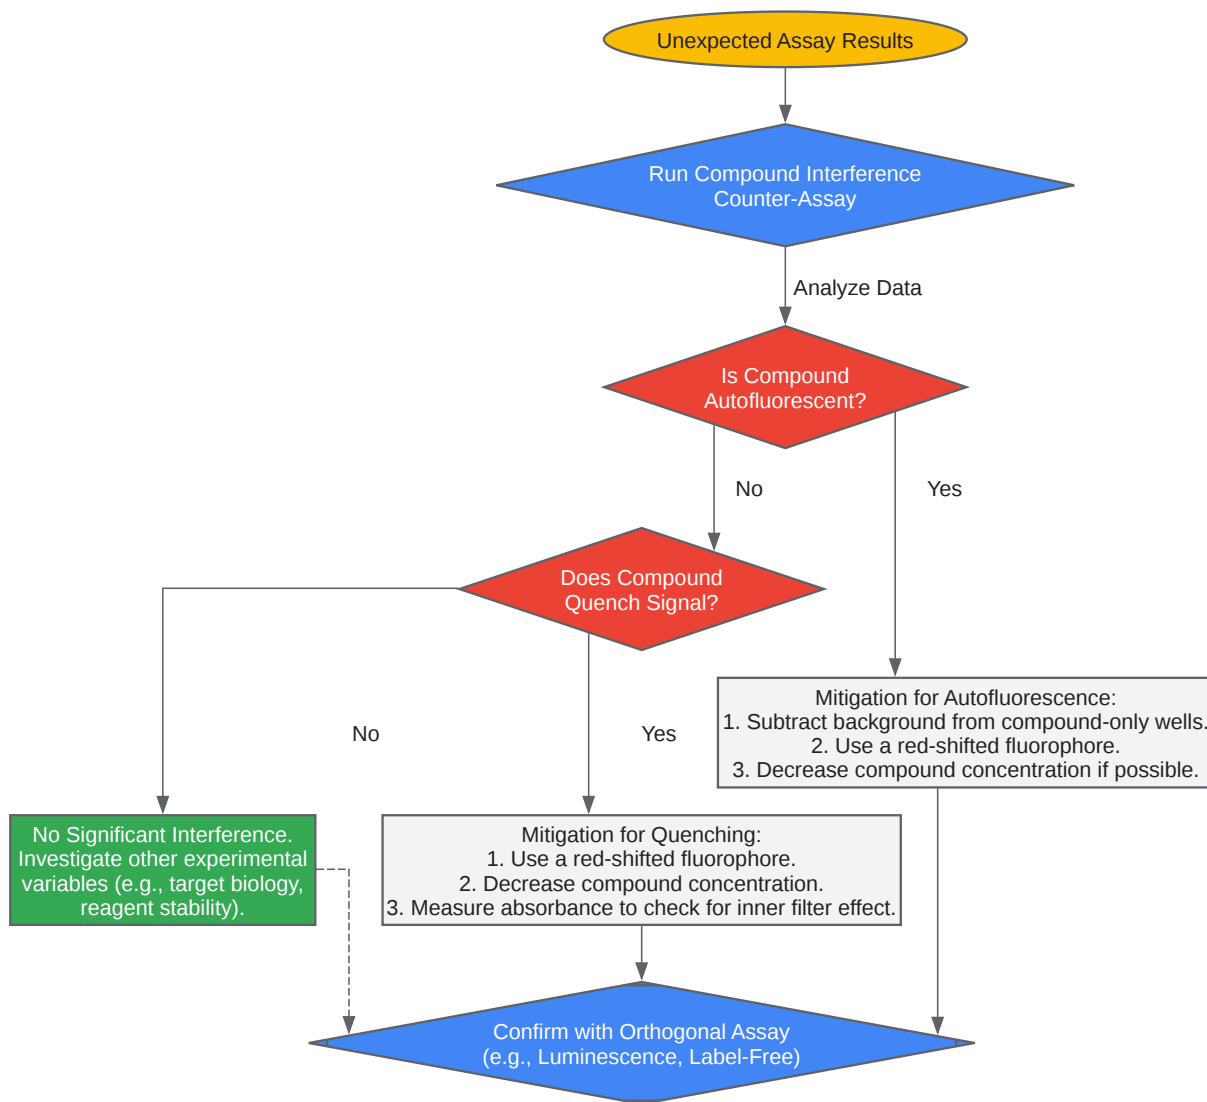 Unexpected Assay Results
Run Compound Interference
Counter-Assay
Analyze Data
Is Compound
Autofluorescent?
No
Yes
Does Compound
Quench Signal?
No
Yes
Mitigation for Autofluorescence:
1. Subtract background from compound-only wells.
2. Use a red-shifted fluorophore.
3. Decrease compound concentration if possible.
No Significant Interference.
Investigate other experimental
variables (e.g., target biology,
reagent stability).
Mitigation for Quenching:
1. Use a red-shifted fluorophore.
2. Decrease compound concentration.
3. Measure absorbance to check for inner filter effect.
Confirm with Orthogonal Assay
(e.g., Luminescence, Label-Free)